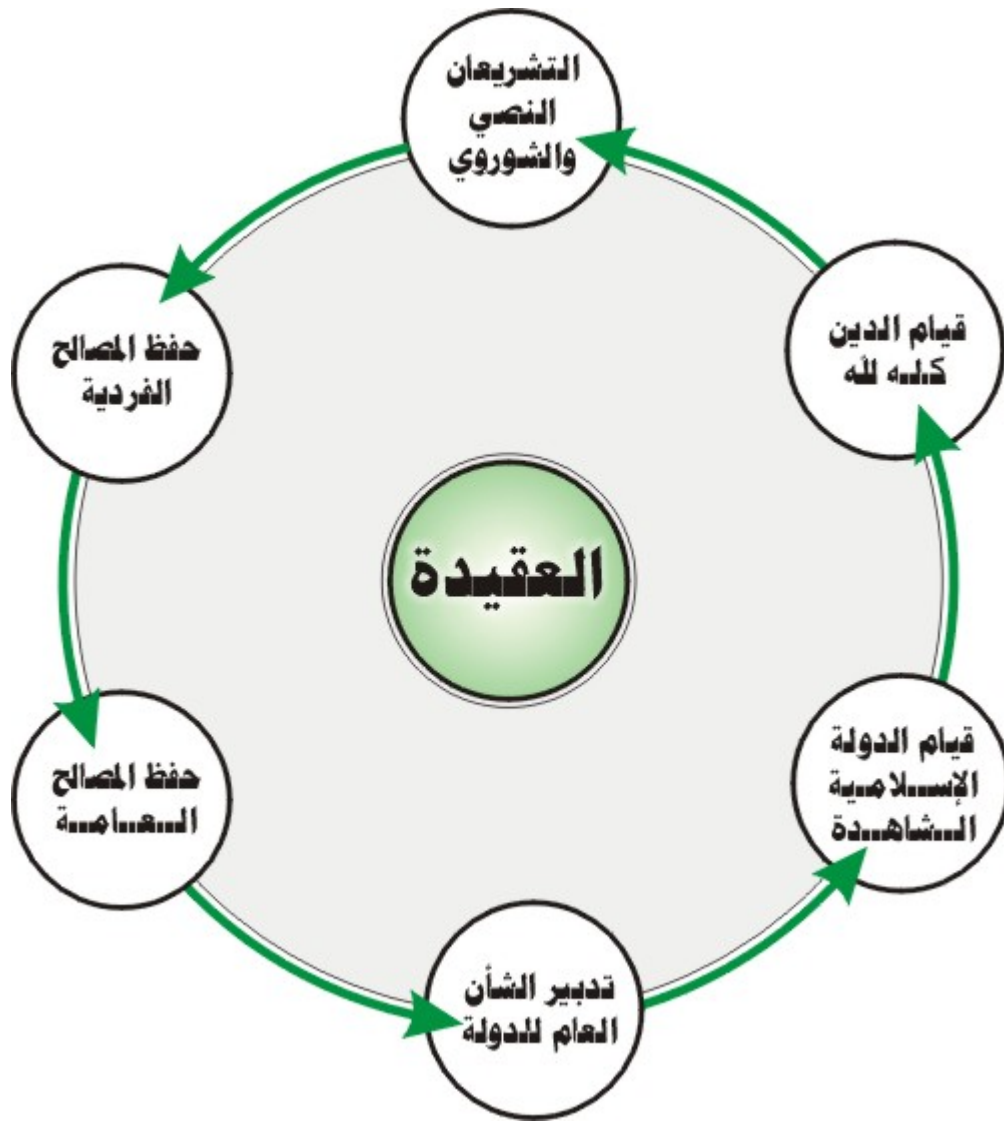 التشريعان
النصي
والشوروي
حفظ المصالح
الفردية
حفظ المصالح
العامة
تدبير الشأن
العام للدولة
قيام الدولة
الإسلامية
الشاهدة
قيام الدين
كله لله
العقيدة